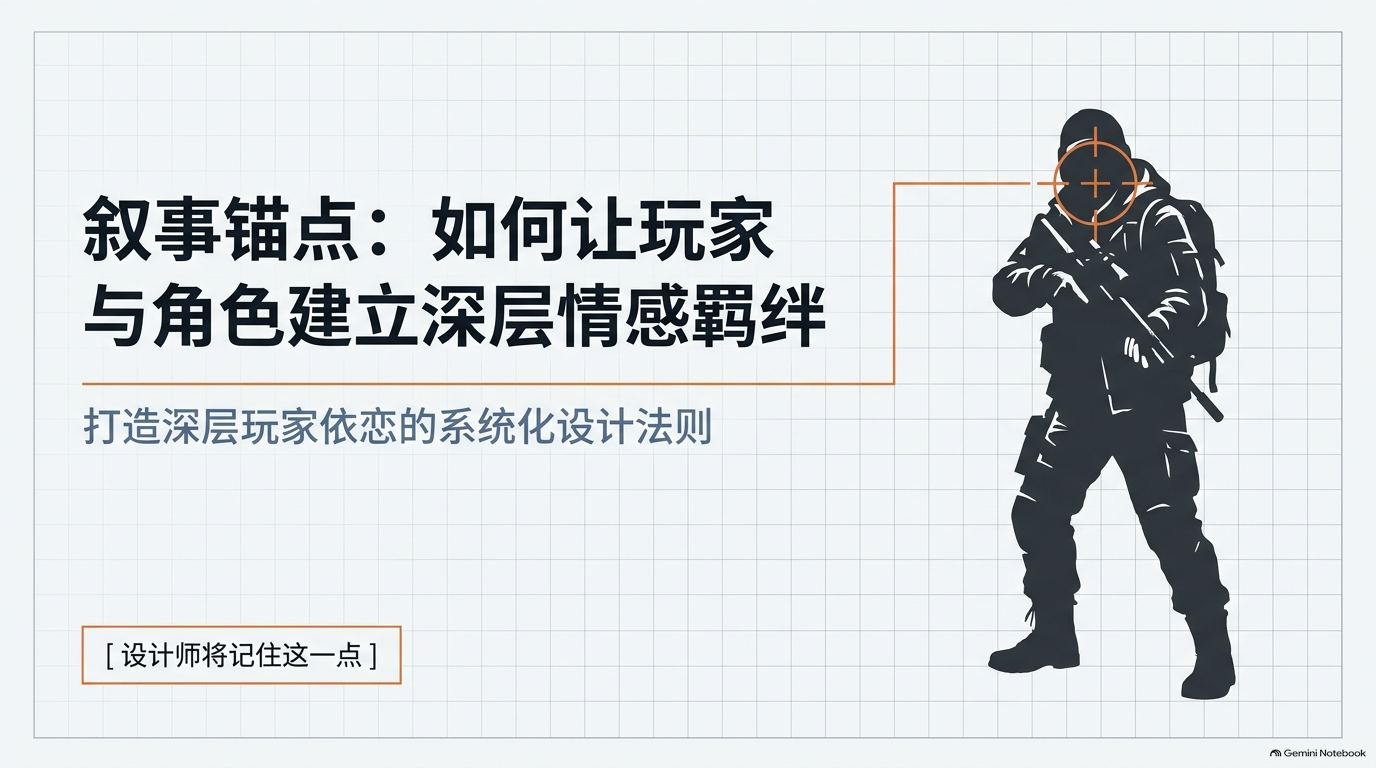 叙事锚点：如何让玩家
与角色建立深层情感羁绊
打造深层玩家依恋的系统化设计法则
[ 设计师将记住这一点 ]
Gemini Notebook